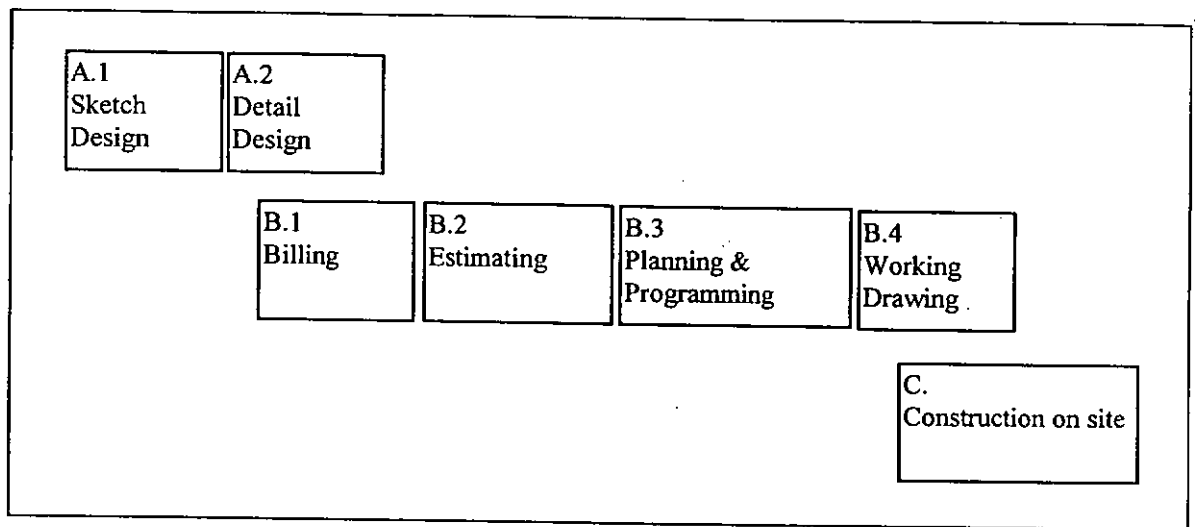 A.1
Sketch
Design
A.2
Detail
Design
B.1
Billing
B.2
Estimating
B.3
Planning &
Programming
B.4
Working
Drawing
C.
Construction on site